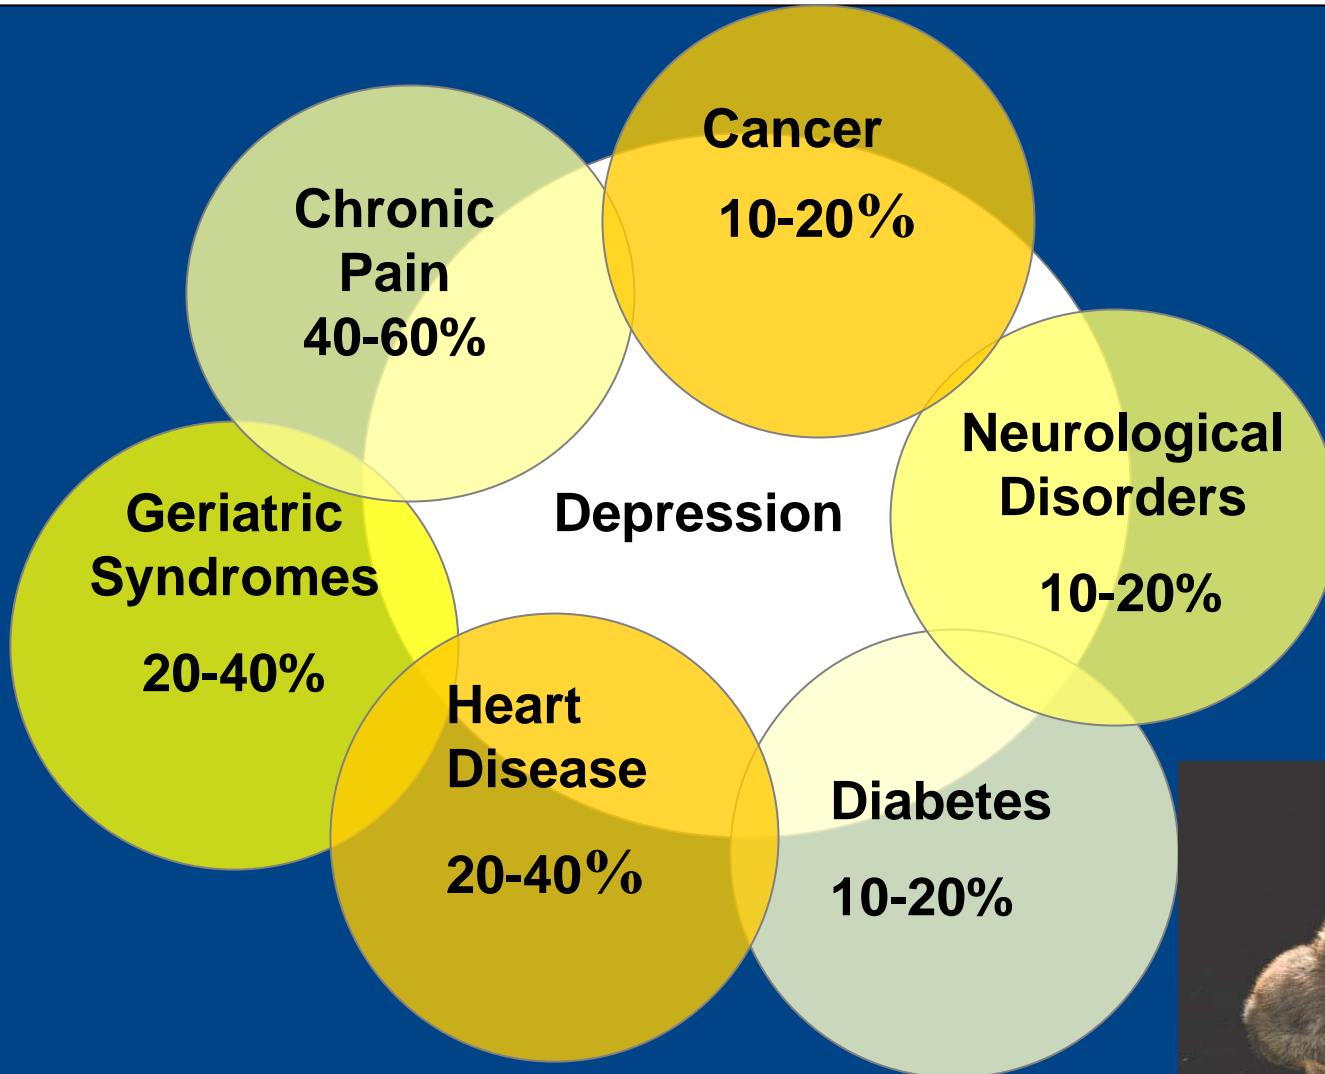 Cancer
10-20%
Chronic
Pain
40-60%
Neurological
Disorders
10-20%
Depression
Geriatric
Syndromes
20-40%
Heart
Disease
20-40%
Diabetes
10-20%